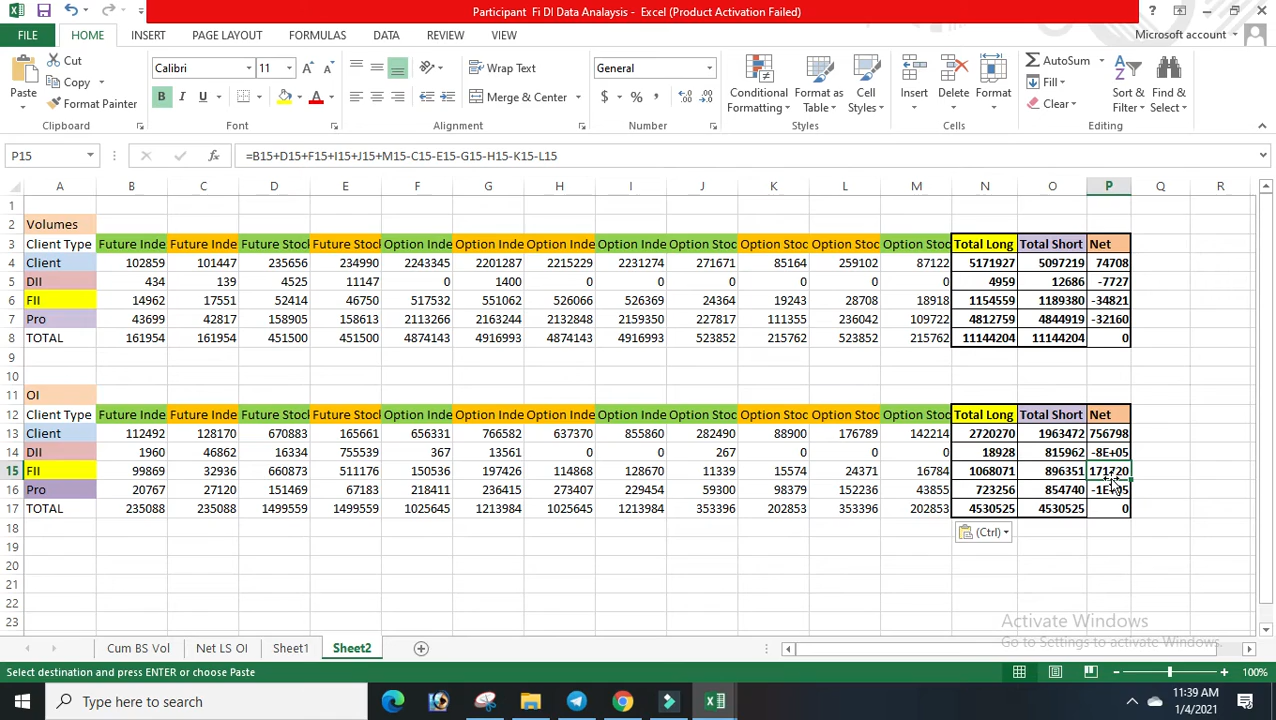 Participant Fi DI Data Analaysis - Excel (Product Activation Failed)
FILE HOME INSERT PAGE LAYOUT FORMULAS DATA REVIEW VIEW Microsoft account
Cut
Copy
Format Painter
Paste
Calibri 11
B I U A
Wrap Text
Merge & Center
General
$ %
Conditional Formatting
Format as Table
Cell Styles
Insert Delete Format
AutoSum
Fill
Clear
Sort & Filter
Find & Select
Clipboard Font Alignment Number Styles Cells Editing
P15 fx =B15+D15+F15+I15+J15+M15-C15-E15-G15-H15-K15-L15
A B C D E F G H I J K L M N O P Q R
1
2 Volumes
3 Client Type Future Inde Future Inde Future Stock Future Stock Option Inde Option Inde Option Inde Option Inde Option Stoc Option Stoc Option Stoc Option Stoc Total Long Total Short Net
4 Client 102859 101447 235656 234990 2243345 2201287 2215229 2231274 271671 85164 259102 87122 5171927 5097219 74708
5 DII 434 139 4525 11147 0 1400 0 0 0 0 0 0 4959 12686 -7727
6 FII 14962 17551 52414 46750 517532 551062 526066 526369 24364 19243 28708 18918 1154559 1189380 -34821
7 Pro 43699 42817 158905 158613 2113266 2163244 2132848 2159350 227817 111355 236042 109722 4812759 4844919 -32160
8 TOTAL 161954 161954 451500 451500 4874143 4916993 4874143 4916993 523852 215762 523852 215762 11144204 11144204 0
9
10
11 OI
12 Client Type Future Inde Future Inde Future Stock Future Stock Option Inde Option Inde Option Inde Option Inde Option Stoc Option Stoc Option Stoc Option Stoc Total Long Total Short Net
13 Client 112492 128170 670883 165661 656331 766582 637370 855860 282490 88900 176789 142214 2720270 1963472 756798
14 DII 1960 46862 16334 755539 367 13561 0 0 267 0 0 0 18928 815962 -8E+05
15 FII 99869 32936 660873 511176 150536 197426 114868 128670 11339 15574 24371 16784 1068071 896351 171720
16 Pro 20767 27120 151469 67183 218411 236415 273407 229454 59300 98379 152236 43855 723256 854740 -1E+05
17 TOTAL 235088 235088 1499559 1499559 1025645 1213984 1025645 1213984 353396 202853 353396 202853 4530525 4530525 0
18
(Ctrl)
19
20
21
22
23
Activate Windows
Go to Settings to activate Windows.
Cum BS Vol Net LS OI Sheet1 Sheet2
Select destination and press ENTER or choose Paste 100%
Type here to search
11:39 AM
1/4/2021